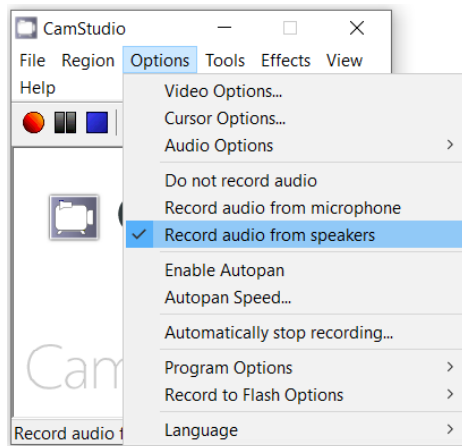 CamStudio
File Region Options Tools Effects View
Help
Video Options...
Cursor Options...
Audio Options
Do not record audio
Record audio from microphone
Record audio from speakers
Enable Autopan
Autopan Speed...
Automatically stop recording...
Program Options
Record to Flash Options
Language
Cam
Record audio